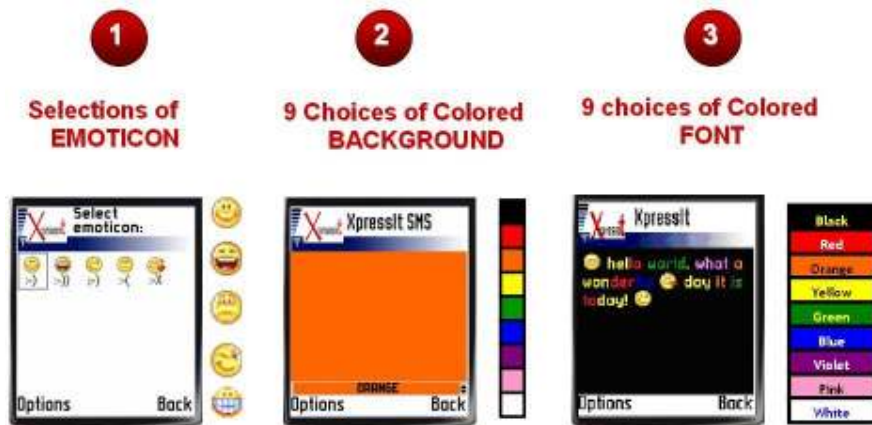 1
2
3
Selections of
EMOTICON
9 Choices of Colored
BACKGROUND
9 choices of Colored
FONT
Xpressit
Select
emoticon:
:-) :-)) ;-) :-( :-X
Options Back
XpressIt SMS
ORANGE
Options Back
XpressIt
hello world, what a
wonderful day it is
today!
Options Back
Black
Red
Orange
Yellow
Green
Blue
Violet
Pink
White